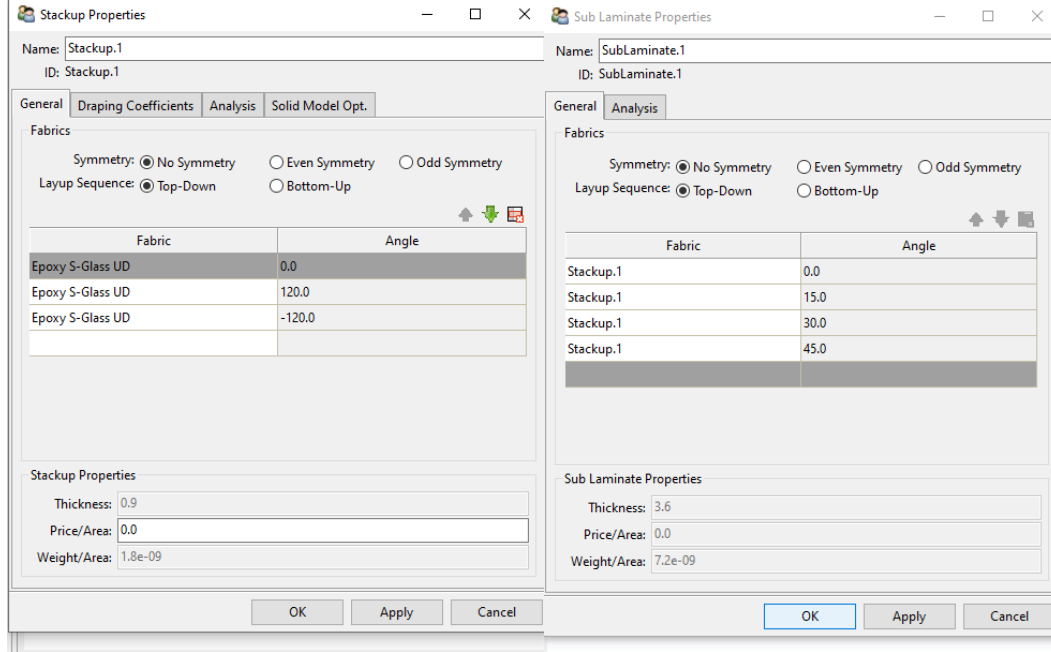 Stackup Properties
Name: Stackup.1
ID: Stackup.1
General Draping Coefficients Analysis Solid Model Opt.
Fabrics
Symmetry: No Symmetry Even Symmetry Odd Symmetry
Layup Sequence: Top-Down Bottom-Up
Fabric Angle
Epoxy S-Glass UD 0.0
Epoxy S-Glass UD 120.0
Epoxy S-Glass UD -120.0
Stackup Properties
Thickness: 0.9
Price/Area: 0.0
Weight/Area: 1.8e-09
OK Apply Cancel
Sub Laminate Properties
Name: SubLaminate.1
ID: SubLaminate.1
General Analysis
Fabrics
Symmetry: No Symmetry Even Symmetry Odd Symmetry
Layup Sequence: Top-Down Bottom-Up
Fabric Angle
Stackup.1 0.0
Stackup.1 15.0
Stackup.1 30.0
Stackup.1 45.0
Sub Laminate Properties
Thickness: 3.6
Price/Area: 0.0
Weight/Area: 7.2e-09
OK Apply Cancel